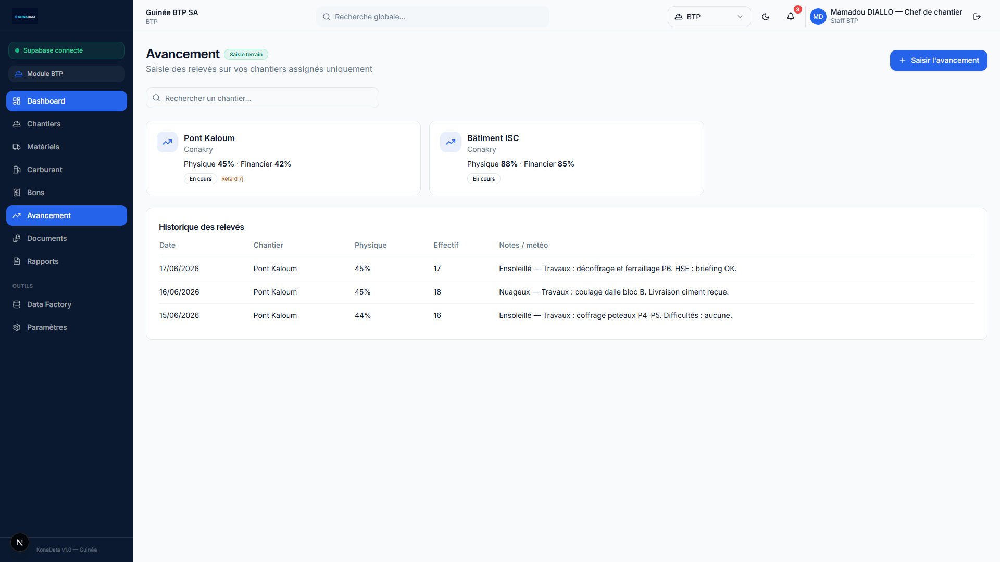 KONADATA
Supabase connecté
Module BTP
Dashboard
Chantiers
Matériels
Carburant
Bons
Avancement
Documents
Rapports
OUTILS
Data Factory
Paramètres
N
KonaData v1.0 — Guinée
Guinée BTP SA
BTP
Recherche globale...
BTP
3
MD
Mamadou DIALLO — Chef de chantier
Staff BTP
Avancement Saisie terrain
Saisie des relevés sur vos chantiers assignés uniquement
+ Saisir l'avancement
Rechercher un chantier...
Pont Kaloum
Conakry
Physique 45% · Financier 42%
En cours Retard 7j
Bâtiment ISC
Conakry
Physique 88% · Financier 85%
En cours
Historique des relevés
Date Chantier Physique Effectif Notes / météo
17/06/2026 Pont Kaloum 45% 17 Ensoleillé — Travaux : décoffrage et ferraillage P6. HSE : briefing OK.
16/06/2026 Pont Kaloum 45% 18 Nuageux — Travaux : coulage dalle bloc B. Livraison ciment reçue.
15/06/2026 Pont Kaloum 44% 16 Ensoleillé — Travaux : coffrage poteaux P4–P5. Difficultés : aucune.